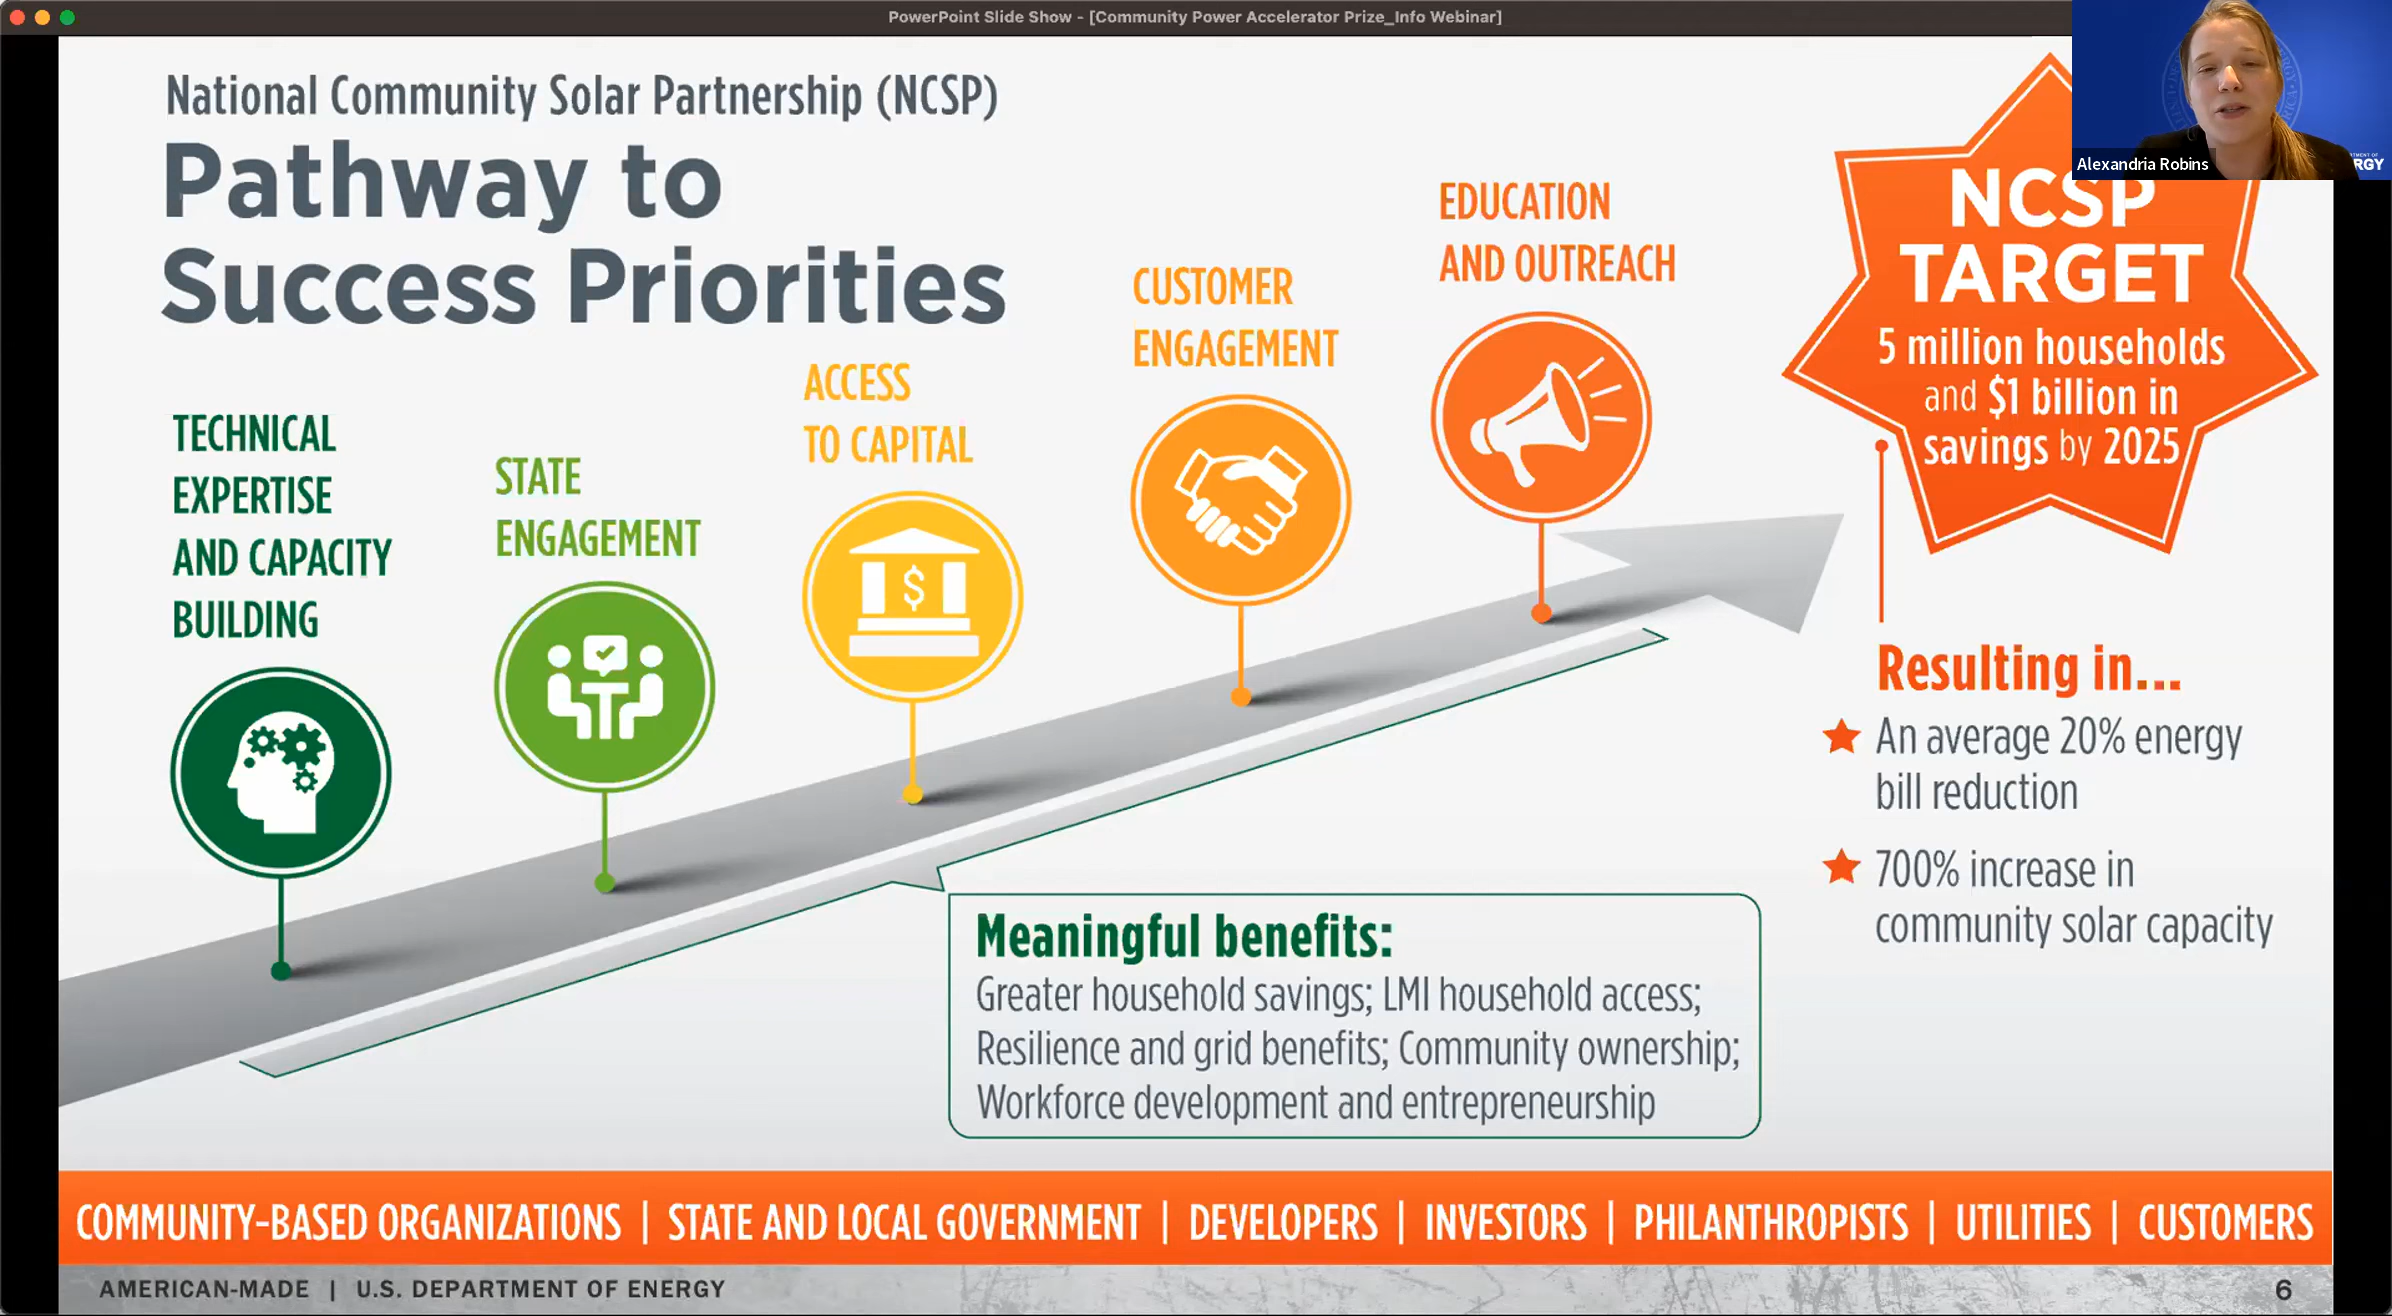 PowerPoint Slide Show - [Community Power Accelerator Prize_Info Webinar]
Alexandria Robins
National Community Solar Partnership (NCSP)
Pathway to
Success Priorities
TECHNICAL
EXPERTISE
AND CAPACITY
BUILDING
STATE
ENGAGEMENT
ACCESS
TO CAPITAL
$
CUSTOMER
ENGAGEMENT
EDUCATION
AND OUTREACH
NCSP
TARGET
5 million households
and $1 billion in
savings by 2025
Resulting in...
An average 20% energy
bill reduction
700% increase in
community solar capacity
Meaningful benefits:
Greater household savings; LMI household access;
Resilience and grid benefits; Community ownership;
Workforce development and entrepreneurship
COMMUNITY-BASED ORGANIZATIONS | STATE AND LOCAL GOVERNMENT | DEVELOPERS | INVESTORS | PHILANTHROPISTS | UTILITIES | CUSTOMERS
AMERICAN-MADE | U.S. DEPARTMENT OF ENERGY
6